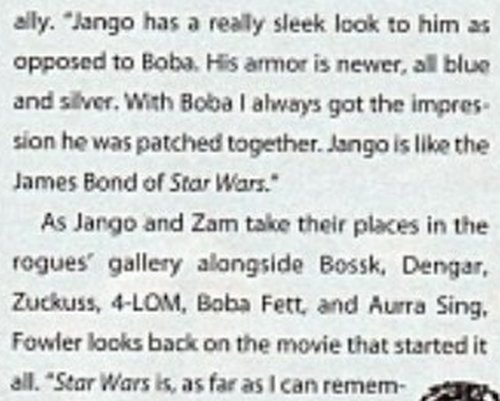 ally. "Jango has a really sleek look to him as
opposed to Boba. His armor is newer, all blue
and silver. With Boba I always got the impres-
sion he was patched together. Jango is like the
James Bond of Star Wars."
As Jango and Zam take their places in the
rogues' gallery alongside Bossk, Dengar,
Zuckuss, 4-LOM, Boba Fett, and Aurra Sing,
Fowler looks back on the movie that started it
all. "Star Wars is, as far as I can remem-